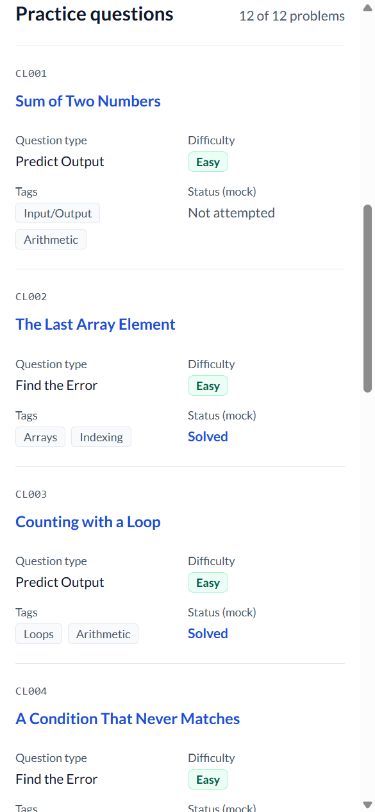 Practice questions 12 of 12 problems
CL001
Sum of Two Numbers
Question type Difficulty
Predict Output Easy
Tags Status (mock)
Input/Output Not attempted
Arithmetic
CL002
The Last Array Element
Question type Difficulty
Find the Error Easy
Tags Status (mock)
Arrays Indexing Solved
CL003
Counting with a Loop
Question type Difficulty
Predict Output Easy
Tags Status (mock)
Loops Arithmetic Solved
CL004
A Condition That Never Matches
Question type Difficulty
Find the Error Easy
Tags Status (mock)